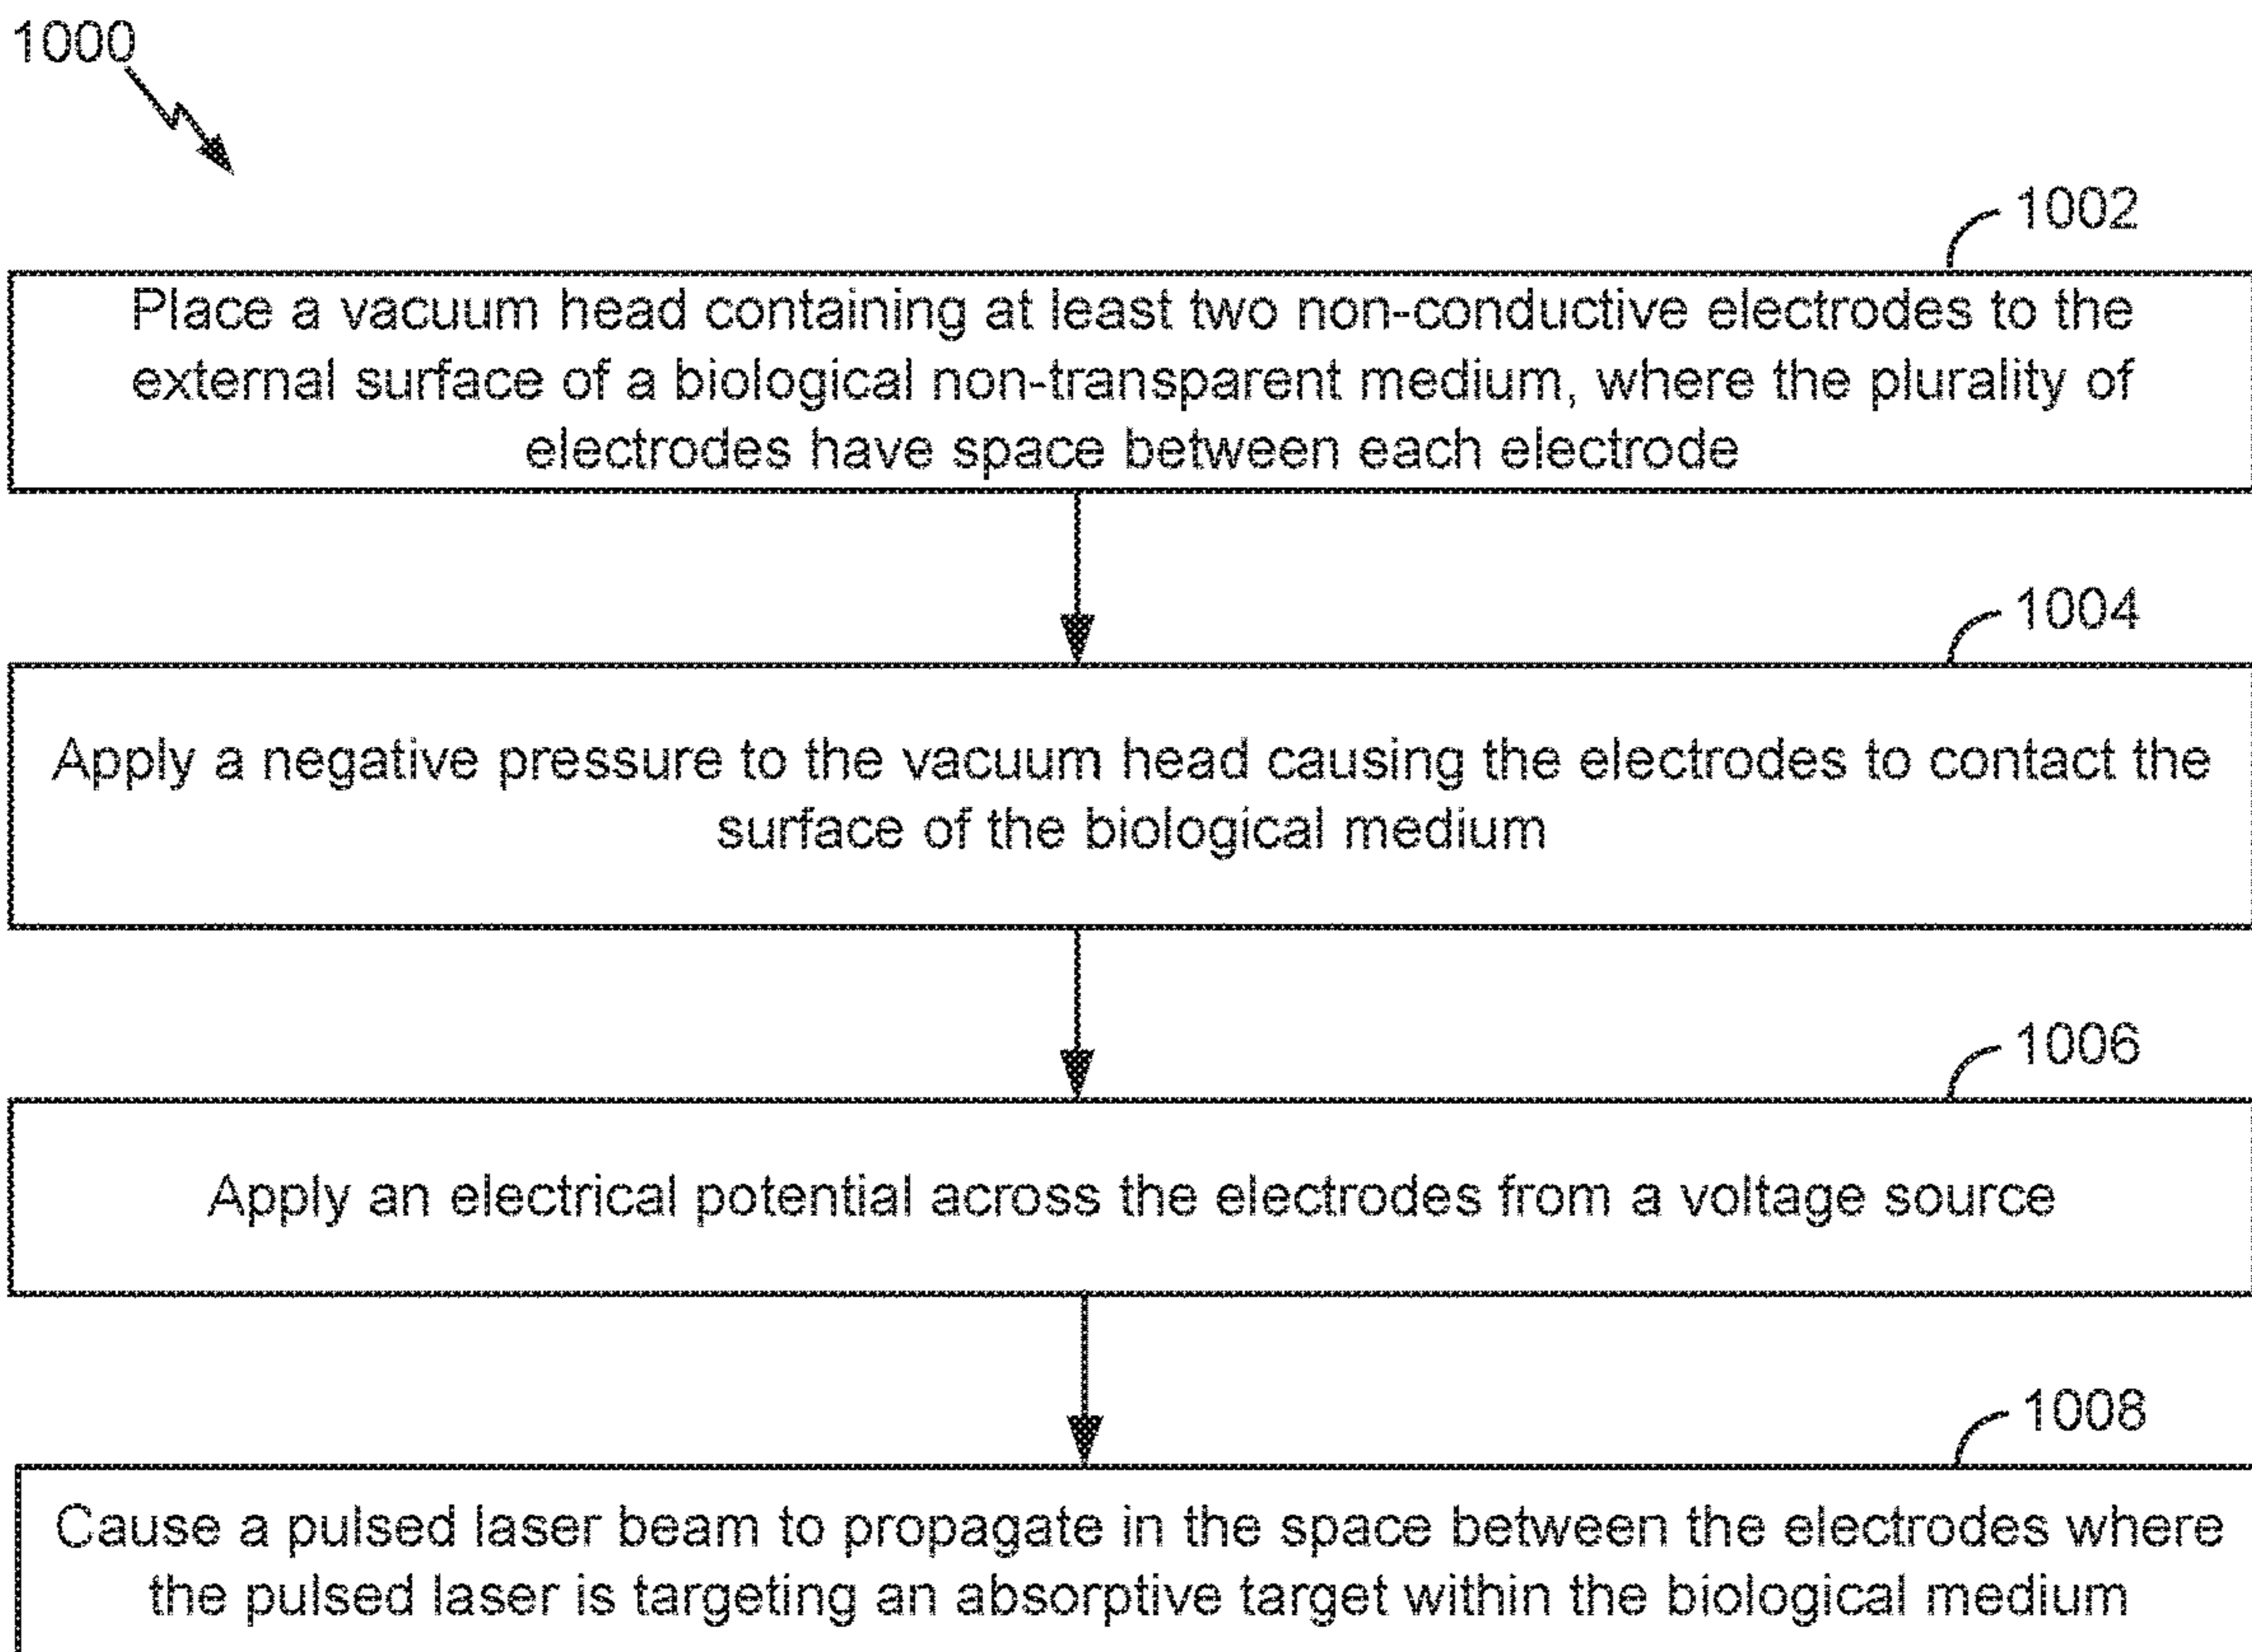 1000
1002
Place a vacuum head containing at least two non-conductive electrodes to the
external surface of a biological non-transparent medium, where the plurality of
electrodes have space between each electrode
1004
Apply a negative pressure to the vacuum head causing the electrodes to contact the
surface of the biological medium
1006
Apply an electrical potential across the electrodes from a voltage source
1008
Cause a pulsed laser beam to propagate in the space between the electrodes where
the pulsed laser is targeting an absorptive target within the biological medium